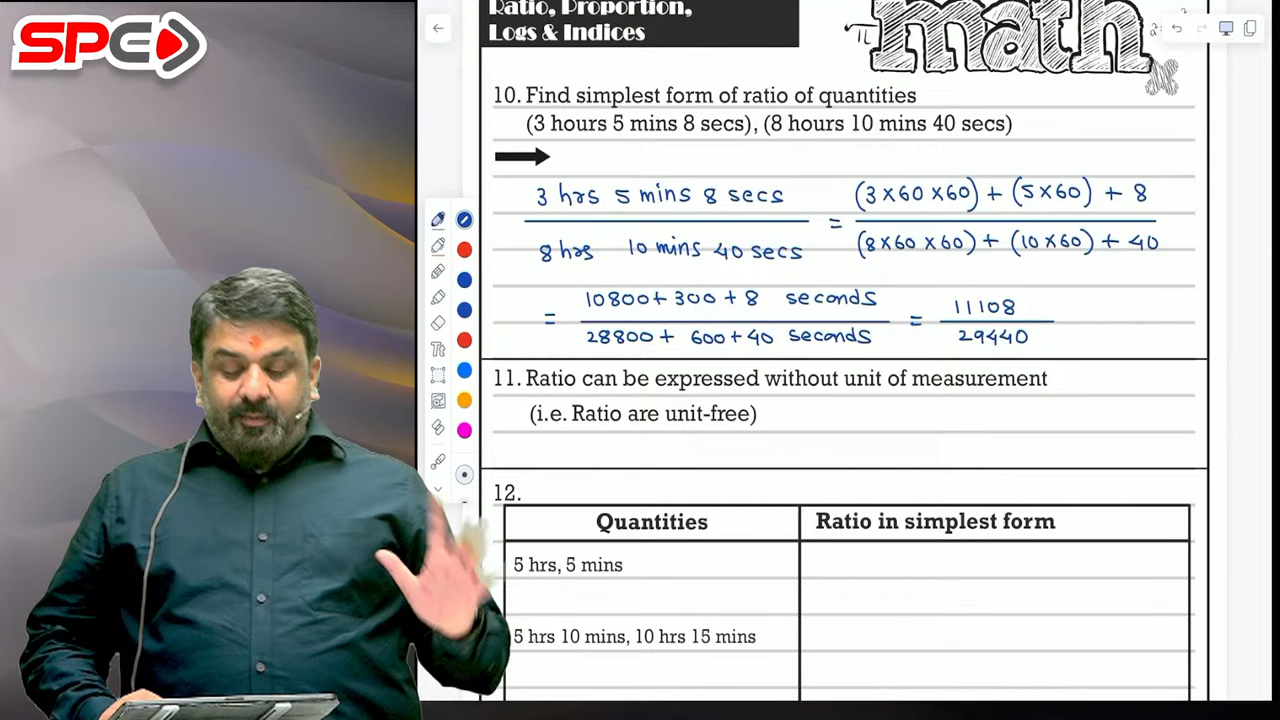 SPE
Ratio, Proportion,
Logs & Indices
π math
10. Find simplest form of ratio of quantities
(3 hours 5 mins 8 secs), (8 hours 10 mins 40 secs)
3 hrs 5 mins 8 secs
8 hrs 10 mins 40 secs
=
(3×60×60) + (5×60) + 8
(8×60×60) + (10×60) + 40
=
10800+ 300 + 8 seconds
28800 + 600 + 40 seconds
=
11108
29440
11. Ratio can be expressed without unit of measurement
(i.e. Ratio are unit-free)
12.
Quantities
Ratio in simplest form
5 hrs, 5 mins
5 hrs 10 mins, 10 hrs 15 mins
Tt